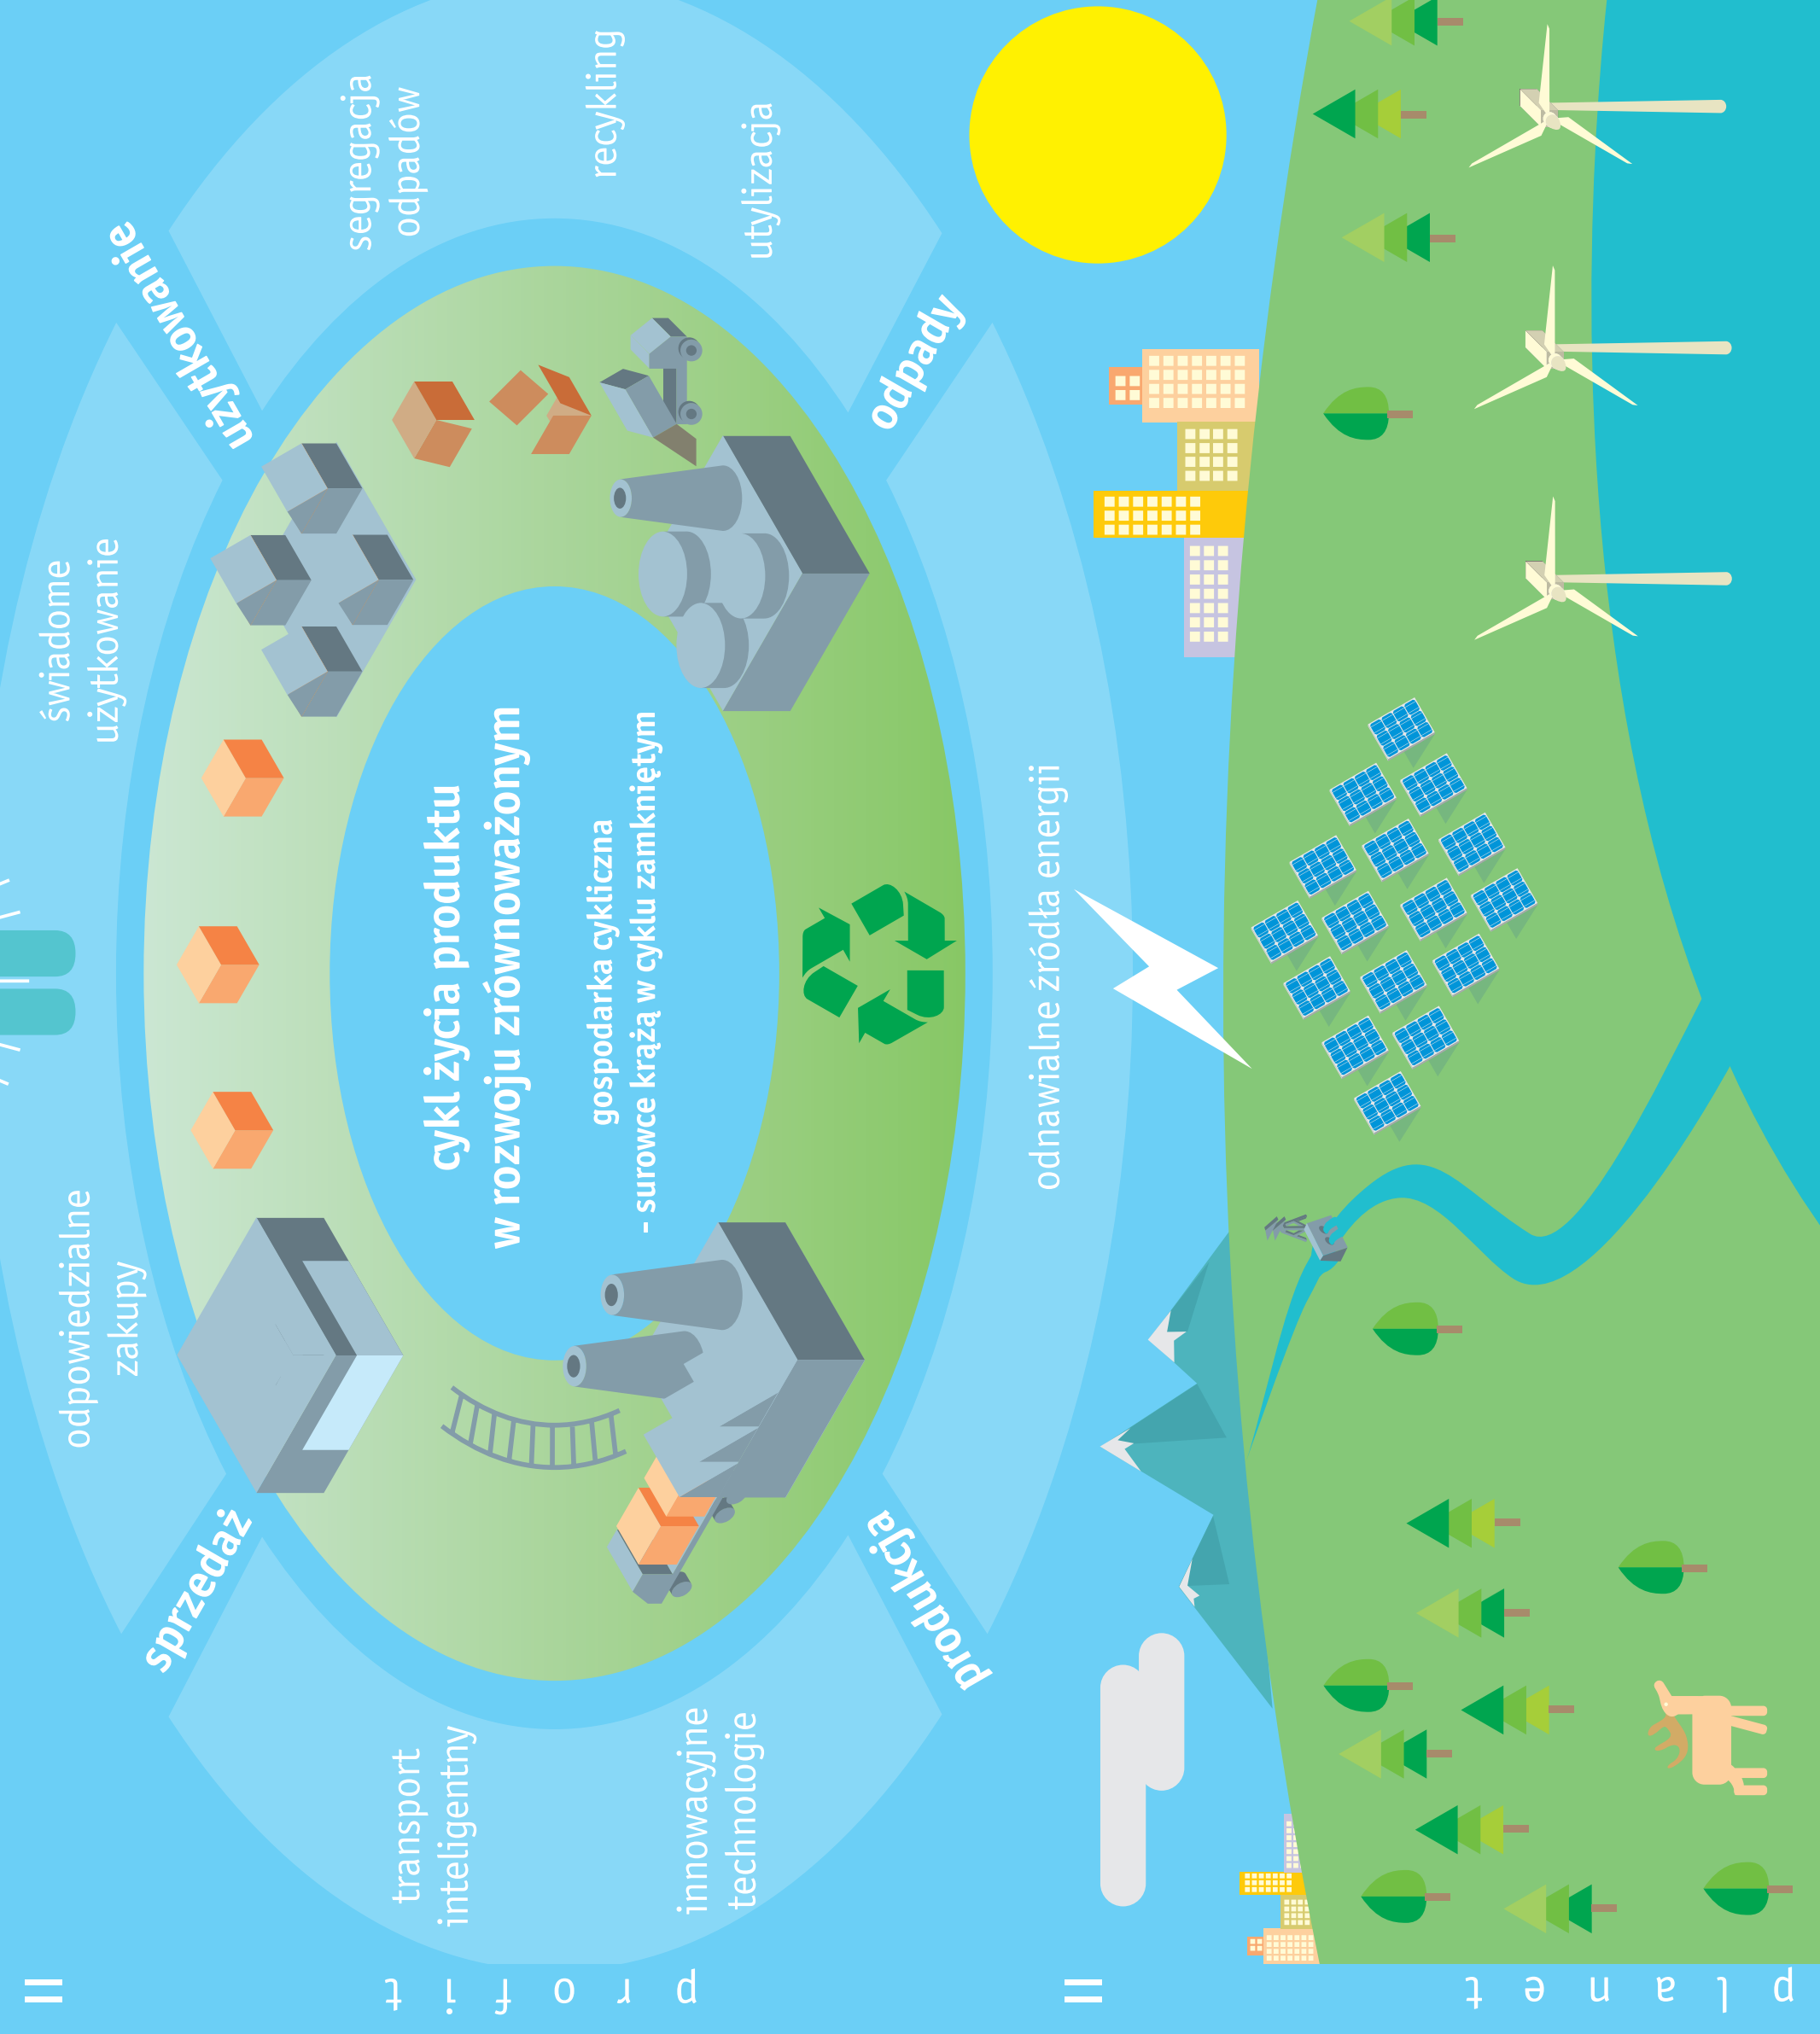 świadome
użytkowanie
odpowiedzialne
zakupy
użytkowanie
sprzedaż
segregacja
odpadów
recykling
utylizacja
transport
inteligentny
innowacyjne
technologie
cykl życia produktu
w rozwoju zrównoważonym
gospodarka cykliczna
- surowce krążą w cyklu zamkniętym
odpady
produkcja
odnawialne źródła energii
=
profit
=
planet